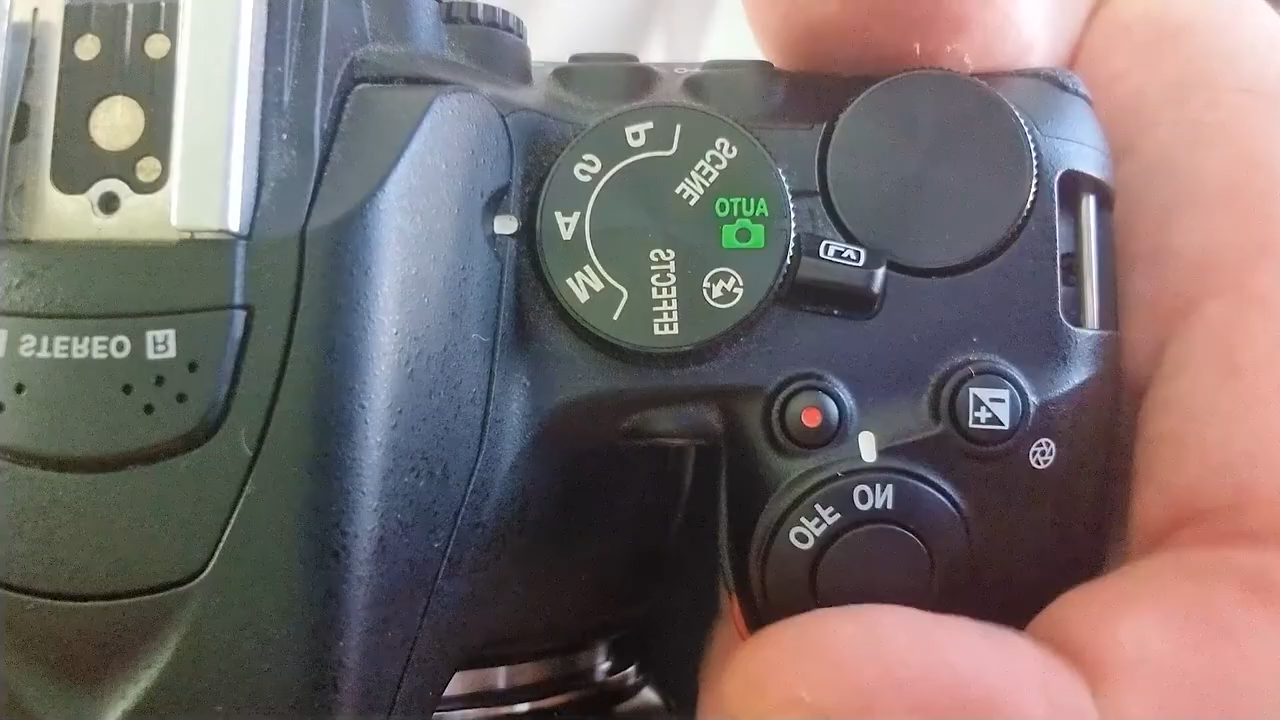 P
S
A
M
SCENE
AUTO
EFFECTS
Lv
STEREO R
OFF ON